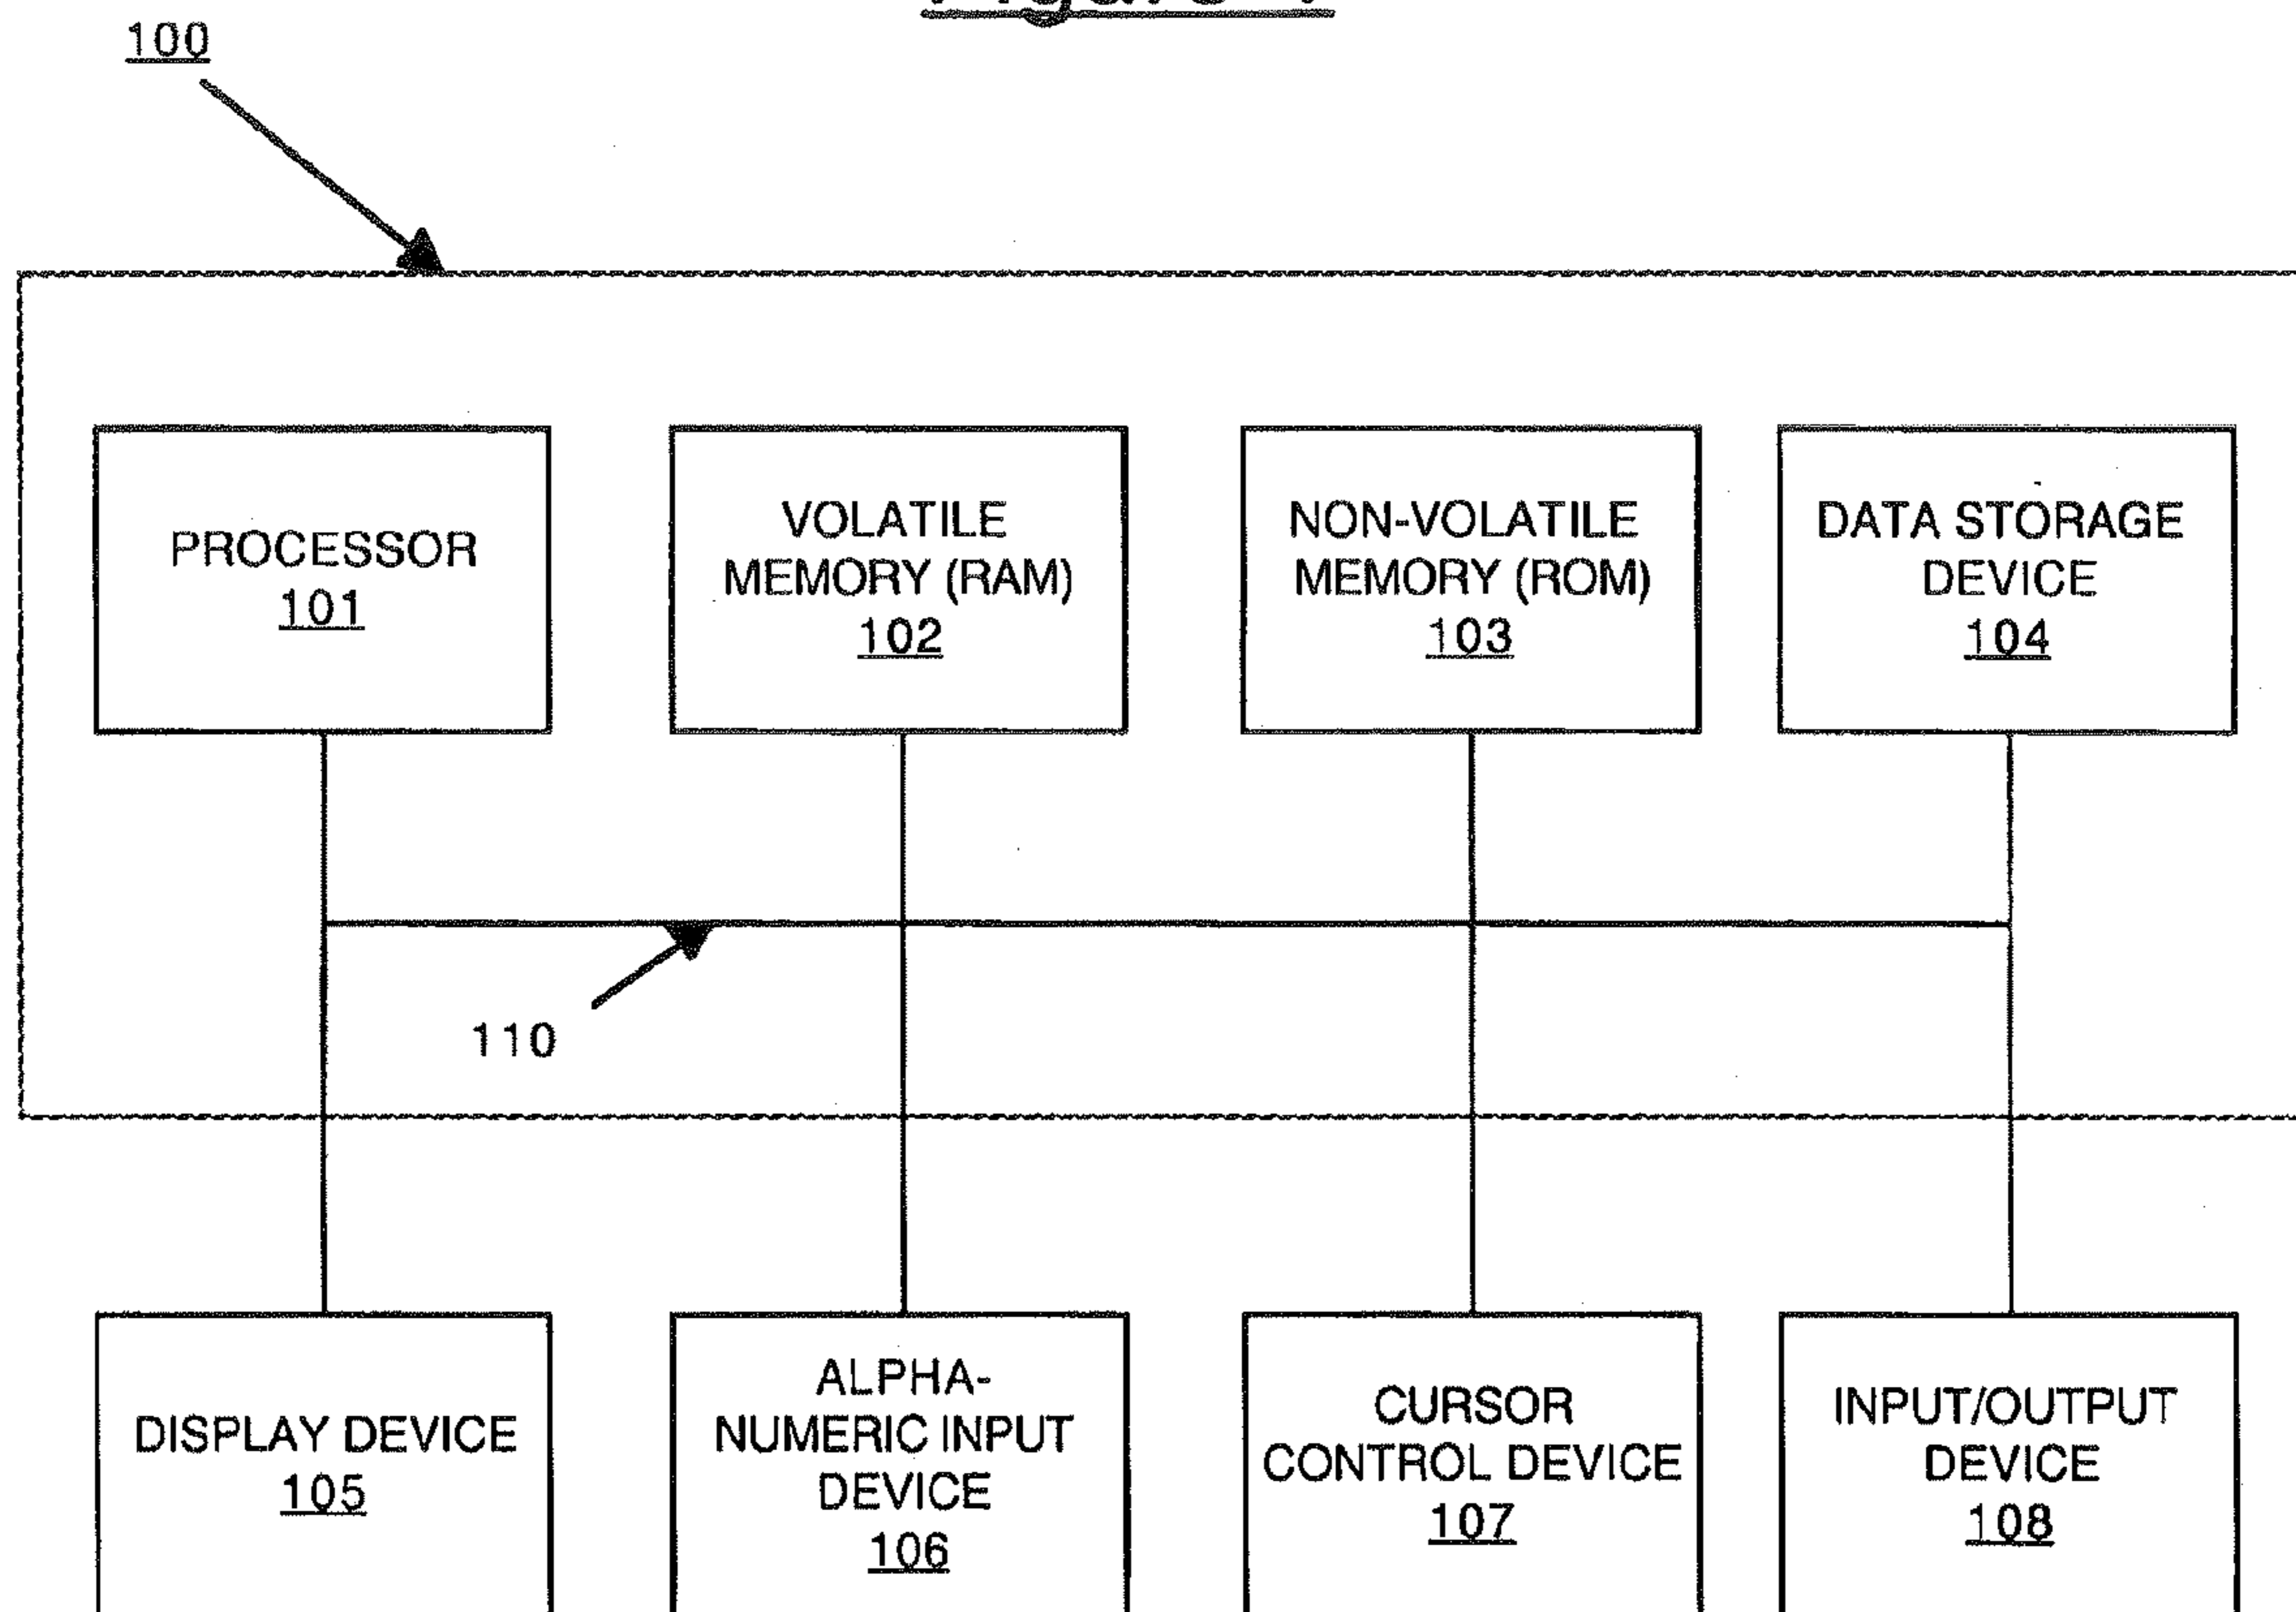 100
PROCESSOR
101
VOLATILE
MEMORY (RAM)
102
NON-VOLATILE
MEMORY (ROM)
103
DATA STORAGE
DEVICE
104
110
DISPLAY DEVICE
105
ALPHA-
NUMERIC INPUT
DEVICE
106
CURSOR
CONTROL DEVICE
107
INPUT/OUTPUT
DEVICE
108